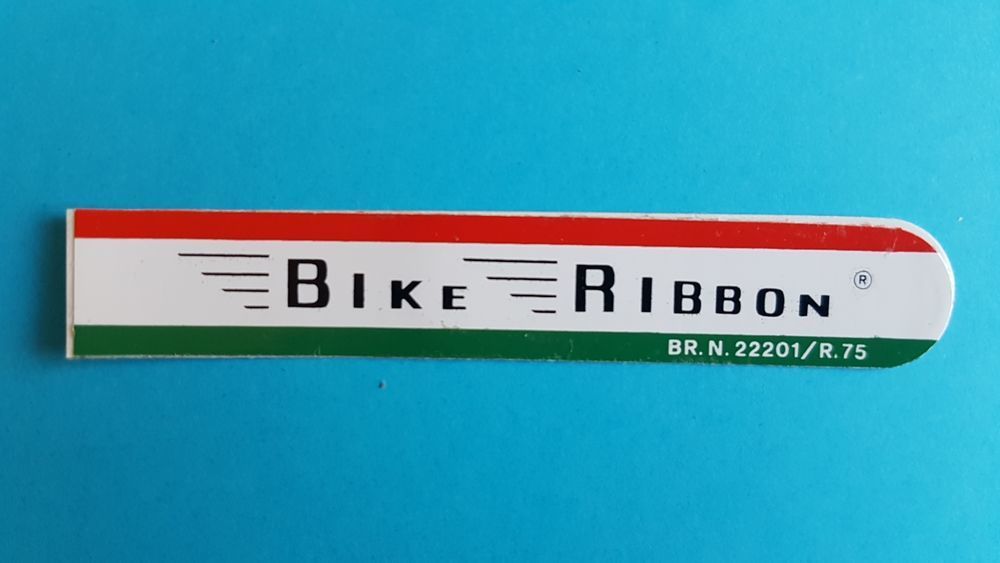 BIKE RIBBON ®
BR. N. 22201/R. 75